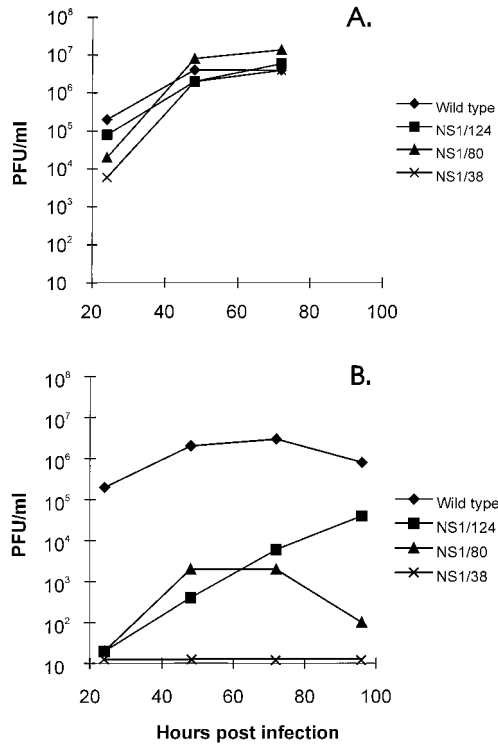 A.
10⁸
10⁷
10⁶
10⁵
10⁴
10³
10²
10
PFU/ml
20 40 60 80 100
Wild type
NS1/124
NS1/80
NS1/38
B.
10⁸
10⁷
10⁶
10⁵
10⁴
10³
10²
10
PFU/ml
20 40 60 80 100
Hours post infection
Wild type
NS1/124
NS1/80
NS1/38